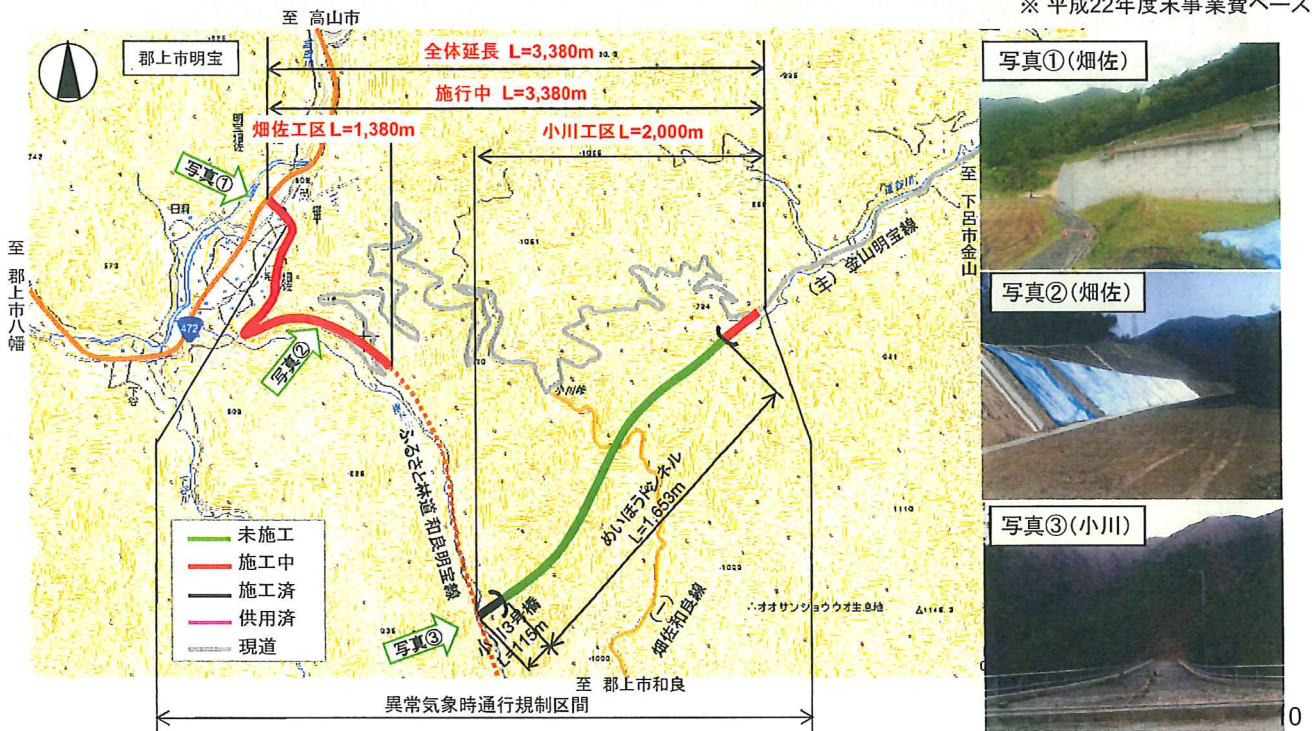 ※ 平成22年度末事業費ベース
至 高山市
郡上市明宝
全体延長 L=3,380m
施行中 L=3,380m
畑佐工区 L=1,380m
小川工区 L=2,000m
写真①
至 郡上市八幡
472
写真②
ふるさと林道 和良明宝線
小川峠
(主) 金山明宝線
至 下呂市金山
めいほうトンネル
L=1,653m
小川3号橋
L=115m
(一) 畑佐和良線
∴オオサンショウウオ生息地
△1145.3
1110
未施工
施工中
施工済
供用済
現道
写真③
至 郡上市和良
異常気象時通行規制区間
写真①(畑佐)
写真②(畑佐)
写真③(小川)